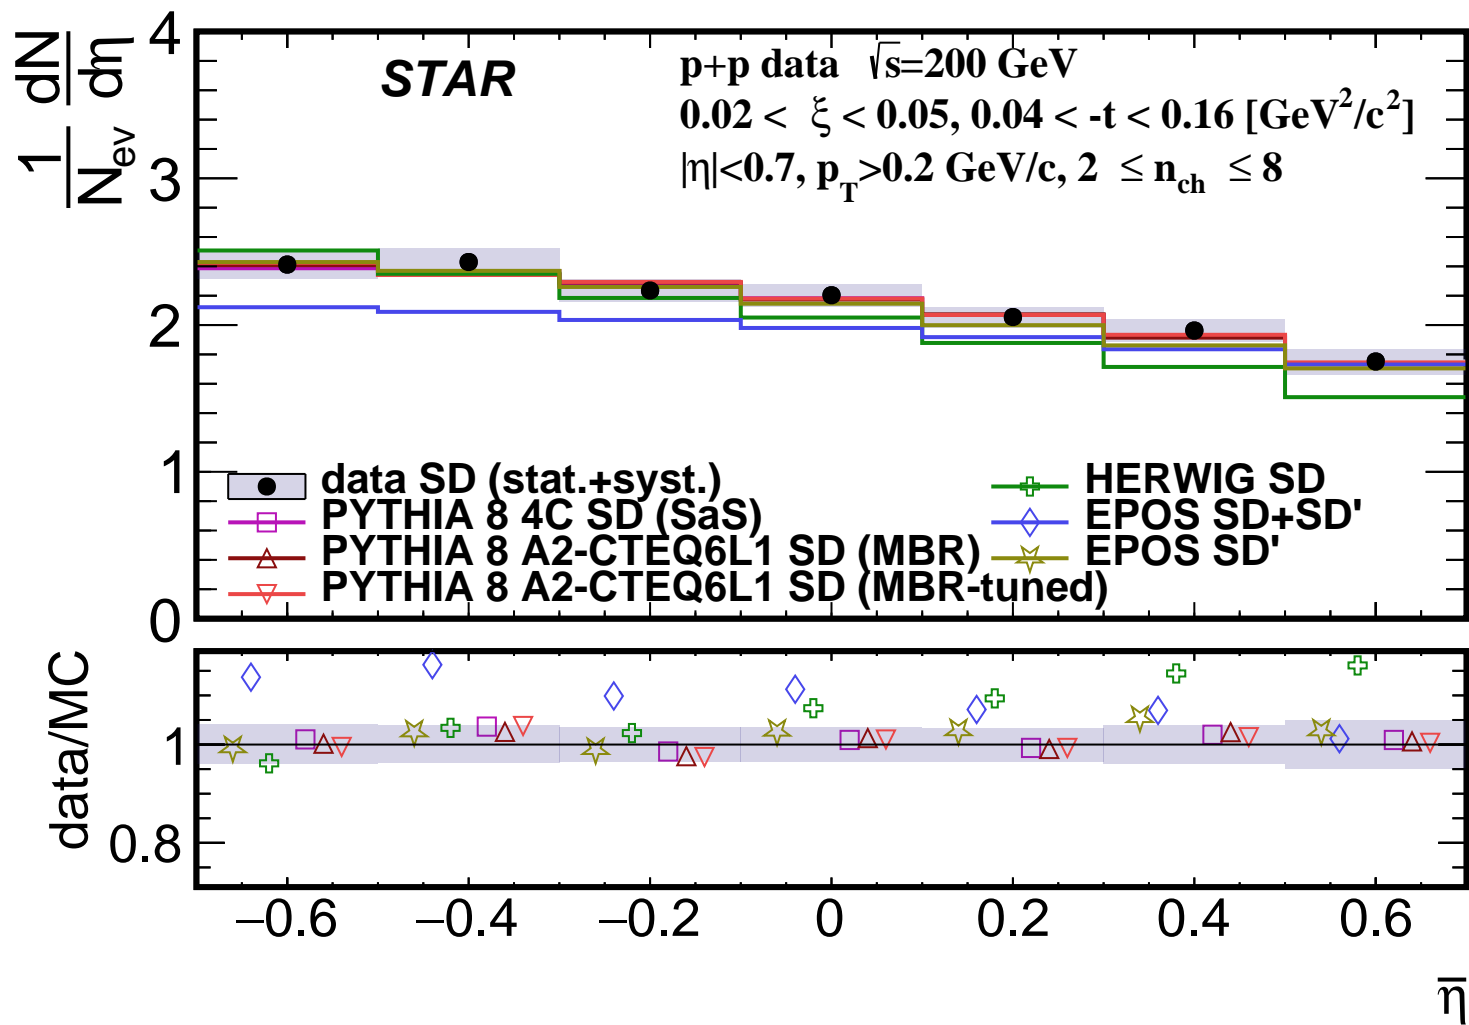 1/N_ev dN/dη
STAR
p+p data √s=200 GeV
0.02 < ξ < 0.05, 0.04 < -t < 0.16 [GeV²/c²]
|η|<0.7, p_T>0.2 GeV/c, 2 ≤ n_ch ≤ 8
4
3
2
1
0
data SD (stat.+syst.)
PYTHIA 8 4C SD (SaS)
PYTHIA 8 A2-CTEQ6L1 SD (MBR)
PYTHIA 8 A2-CTEQ6L1 SD (MBR-tuned)
HERWIG SD
EPOS SD+SD'
EPOS SD'
data/MC
1
0.8
−0.6 −0.4 −0.2 0 0.2 0.4 0.6
η̅